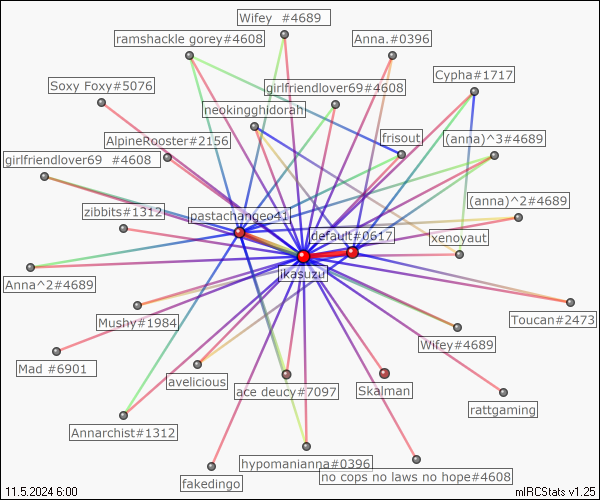 Wifey #4689
ramshackle gorey#4608
Anna.#0396
Cypha#1717
Soxy Foxy#5076
girlfriendlover69#4608
neokingghidorah
AlpineRooster#2156
frisout
(anna)^3#4689
girlfriendlover69 #4608
(anna)^2#4689
zibbits#1312
pastachangeo41
default#0617
xenoyaut
ikasuzu
Anna^2#4689
Mushy#1984
Toucan#2473
Wifey#4689
Mad #6901
avelicious
ace deucy#7097
Skalman
rattgaming
Annarchist#1312
hypomanianna#0396
fakedingo
no cops no laws no hope#4608
11.5.2024 6:00
mIRCStats v1.25